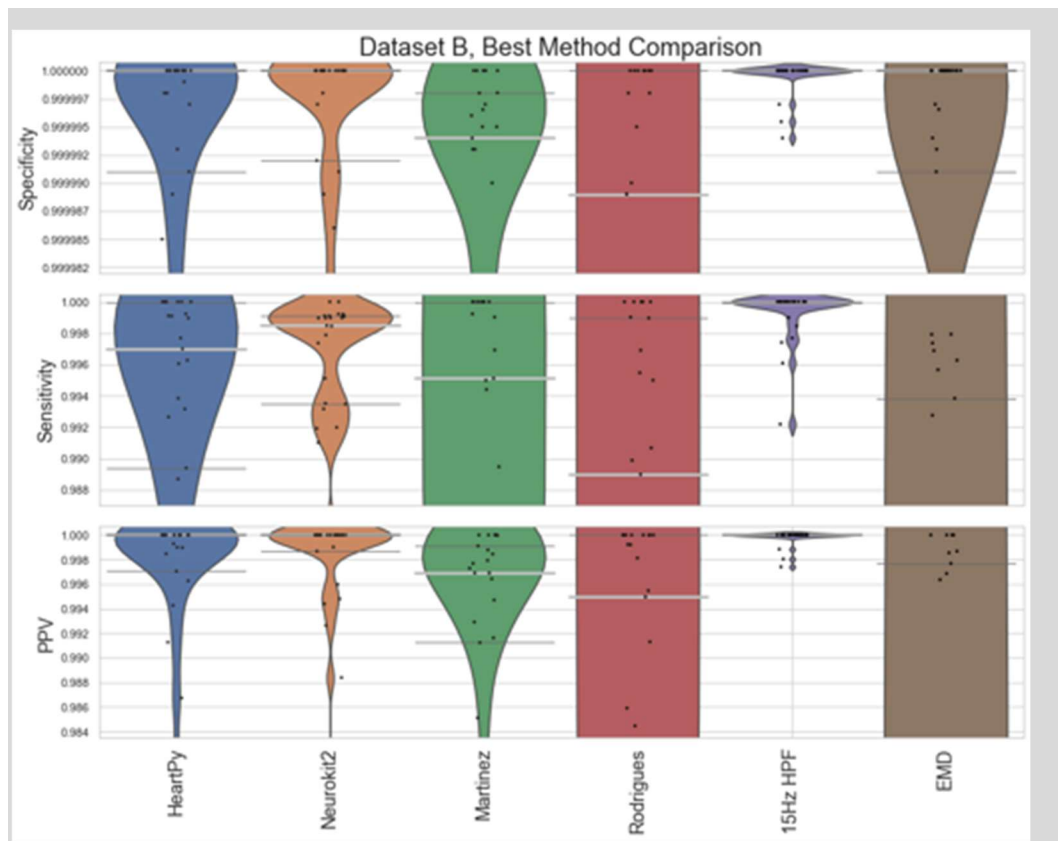 Dataset B, Best Method Comparison
Specificity
1.000000
0.999997
0.999995
0.999992
0.999990
0.999987
0.999985
0.999982
Sensitivity
1.000
0.998
0.996
0.994
0.992
0.990
0.988
PPV
1.000
0.998
0.996
0.994
0.992
0.990
0.988
0.986
0.984
HeartPy
Neurokit2
Martinez
Rodrigues
15Hz HPF
EMD